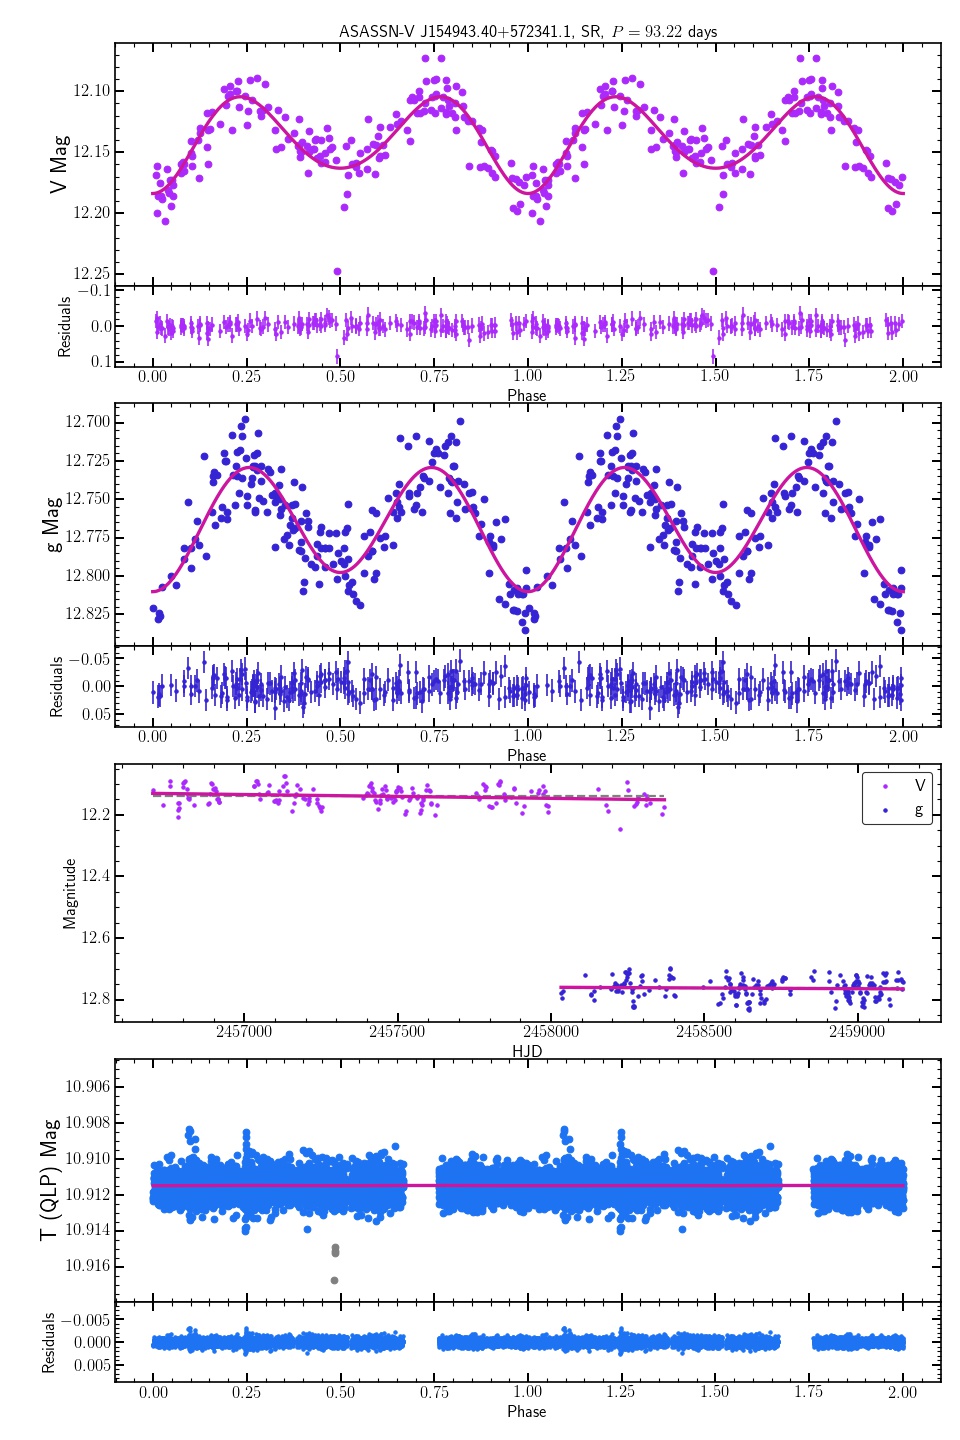 ASASSN-V J154943.40+572341.1, SR, P = 93.22 days
V Mag
12.10
12.15
12.20
12.25
Residuals
−0.1
0.0
0.1
0.00 0.25 0.50 0.75 1.00 1.25 1.50 1.75 2.00
Phase
g Mag
12.700
12.725
12.750
12.775
12.800
12.825
Residuals
−0.05
0.00
0.05
0.00 0.25 0.50 0.75 1.00 1.25 1.50 1.75 2.00
Phase
Magnitude
12.2
12.4
12.6
12.8
V
g
2457000 2457500 2458000 2458500 2459000
HJD
T (QLP) Mag
10.906
10.908
10.910
10.912
10.914
10.916
Residuals
−0.005
0.000
0.005
0.00 0.25 0.50 0.75 1.00 1.25 1.50 1.75 2.00
Phase